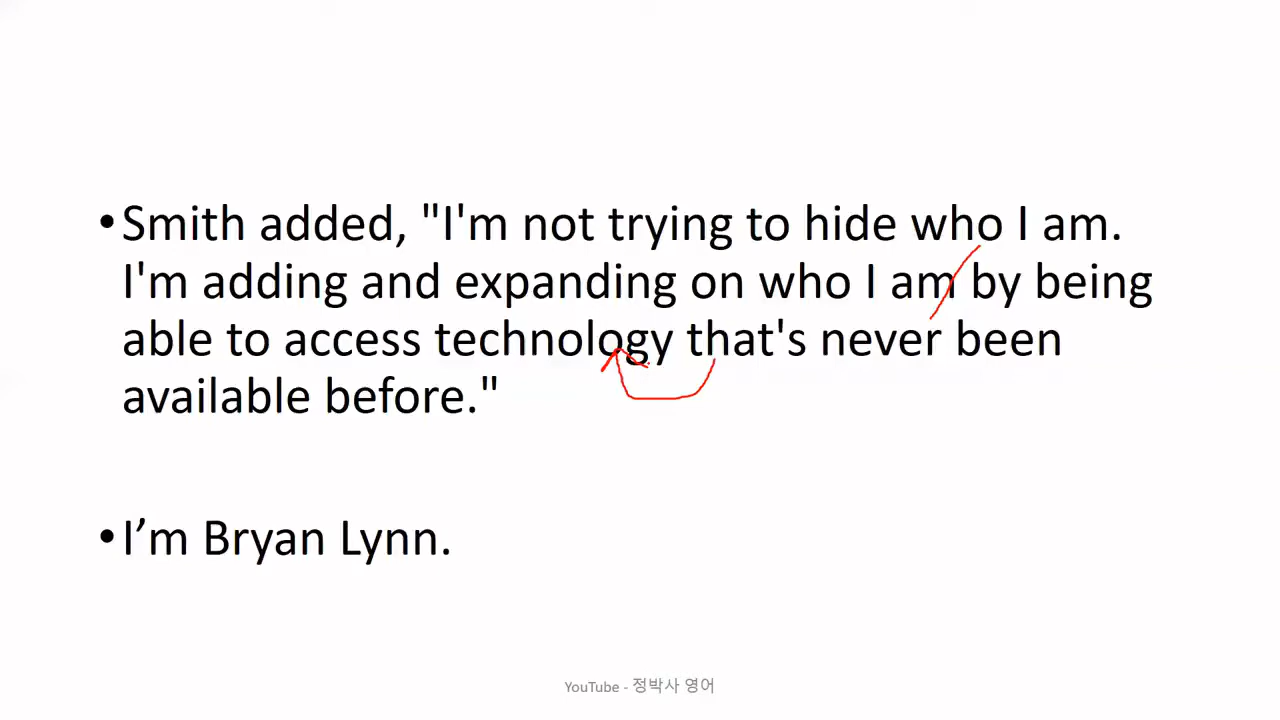 •Smith added, "I'm not trying to hide who I am.
I'm adding and expanding on who I am by being
able to access technology that's never been
available before."
•I’m Bryan Lynn.
YouTube - 정박사 영어